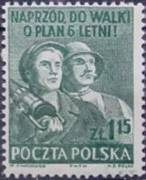 NAPRZÓD, DO WALKI
O PLAN 6 LETNI!
ZŁ 1 15
POCZTA POLSKA